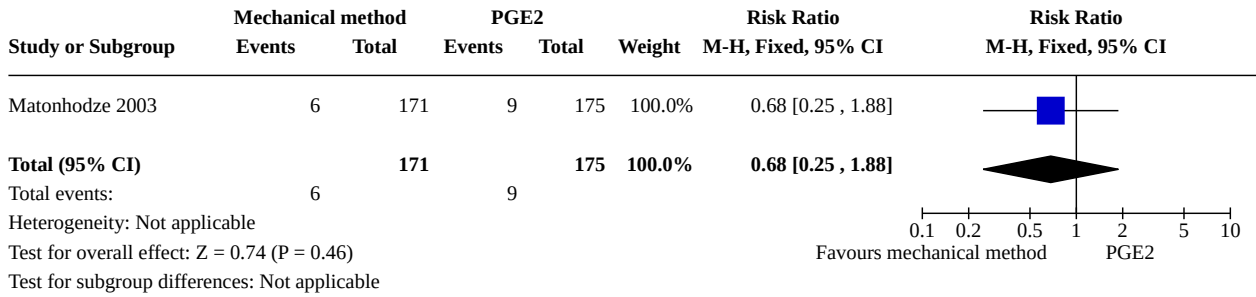 Mechanical method PGE2 Risk Ratio Risk Ratio
Study or Subgroup Events Total Events Total Weight M-H, Fixed, 95% CI M-H, Fixed, 95% CI
Matonhodze 2003 6 171 9 175 100.0% 0.68 [0.25 , 1.88]
Total (95% CI) 171 175 100.0% 0.68 [0.25 , 1.88]
Total events: 6 9
Heterogeneity: Not applicable
0.1 0.2 0.5 1 2 5 10
Test for overall effect: Z = 0.74 (P = 0.46) Favours mechanical method PGE2
Test for subgroup differences: Not applicable